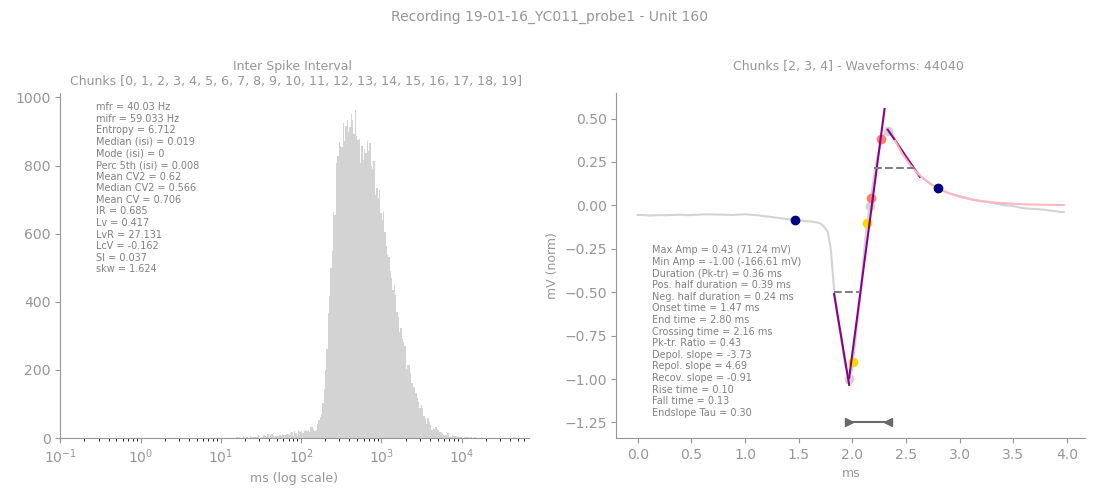 Recording 19-01-16_YC011_probe1 - Unit 160
Inter Spike Interval
Chunks [0, 1, 2, 3, 4, 5, 6, 7, 8, 9, 10, 11, 12, 13, 14, 15, 16, 17, 18, 19]
1000
800
600
400
200
0
mfr = 40.03 Hz
mifr = 59.033 Hz
Entropy = 6.712
Median (isi) = 0.019
Mode (isi) = 0
Perc 5th (isi) = 0.008
Mean CV2 = 0.62
Median CV2 = 0.566
Mean CV = 0.706
IR = 0.685
Lv = 0.417
LvR = 27.131
LcV = -0.162
SI = 0.037
skw = 1.624
10⁻¹ 10⁰ 10¹ 10² 10³ 10⁴
ms (log scale)
Chunks [2, 3, 4] - Waveforms: 44040
mV (norm)
0.50
0.25
0.00
−0.25
−0.50
−0.75
−1.00
−1.25
Max Amp = 0.43 (71.24 mV)
Min Amp = -1.00 (-166.61 mV)
Duration (Pk-tr) = 0.36 ms
Pos. half duration = 0.39 ms
Neg. half duration = 0.24 ms
Onset time = 1.47 ms
End time = 2.80 ms
Crossing time = 2.16 ms
Pk-tr. Ratio = 0.43
Depol. slope = -3.73
Repol. slope = 4.69
Recov. slope = -0.91
Rise time = 0.10
Fall time = 0.13
Endslope Tau = 0.30
0.0 0.5 1.0 1.5 2.0 2.5 3.0 3.5 4.0
ms